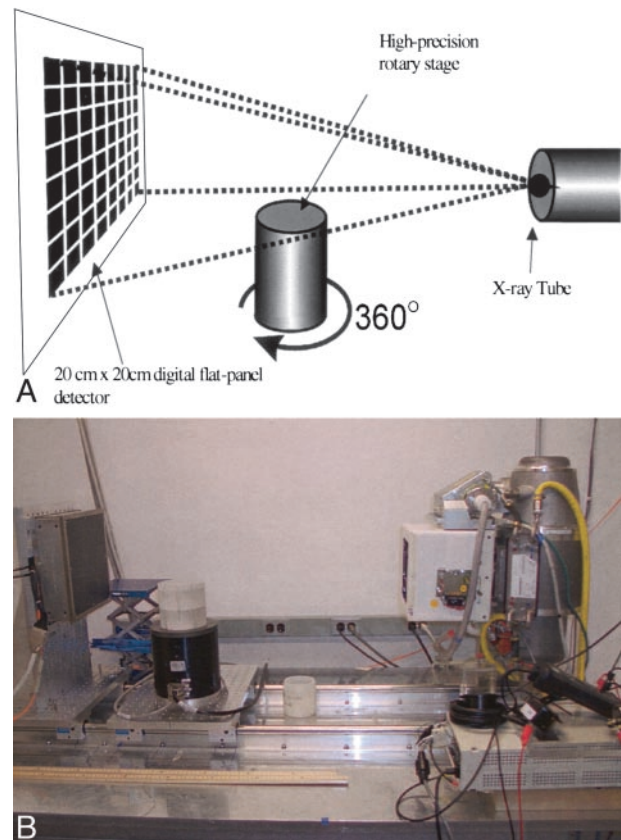 High-precision
rotary stage
360°
X-ray Tube
20 cm x 20cm digital flat-panel
detector
A
B